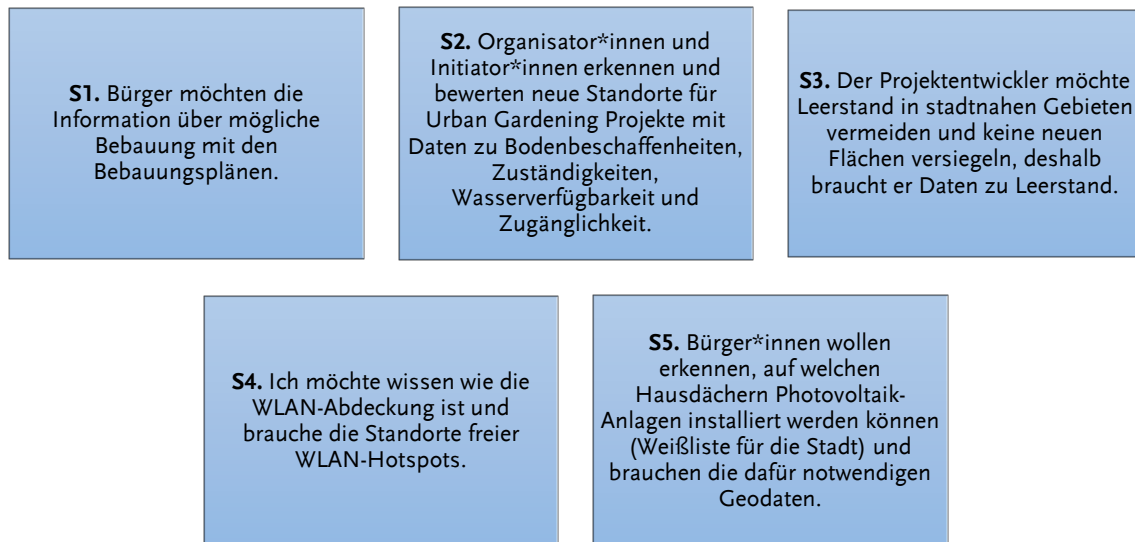 S1. Bürger möchten die
Information über mögliche
Bebauung mit den
Bebauungsplänen.
S2. Organisator*innen und
Initiator*innen erkennen und
bewerten neue Standorte für
Urban Gardening Projekte mit
Daten zu Bodenbeschaffenheiten,
Zuständigkeiten,
Wasserverfügbarkeit und
Zugänglichkeit.
S3. Der Projektentwickler möchte
Leerstand in stadtnahen Gebieten
vermeiden und keine neuen
Flächen versiegeln, deshalb
braucht er Daten zu Leerstand.
S4. Ich möchte wissen wie die
WLAN-Abdeckung ist und
brauche die Standorte freier
WLAN-Hotspots.
S5. Bürger*innen wollen
erkennen, auf welchen
Hausdächern Photovoltaik-
Anlagen installiert werden können
(Weißliste für die Stadt) und
brauchen die dafür notwendigen
Geodaten.